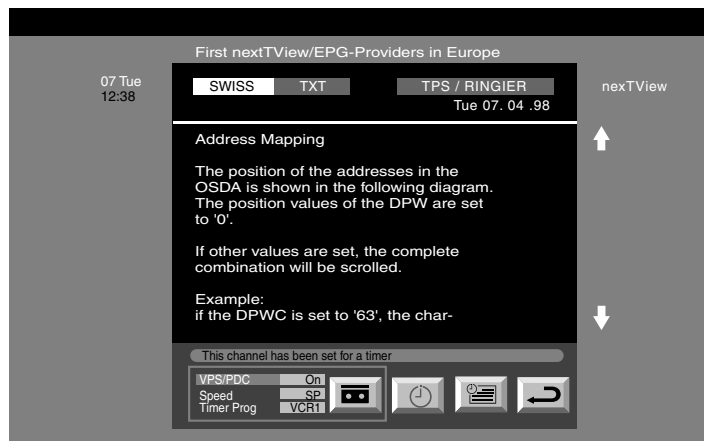 First nextTView/EPG-Providers in Europe
07 Tue
12:38
SWISS TXT TPS / RINGIER
Tue 07. 04 .98
nexTView
Address Mapping
The position of the addresses in the
OSDA is shown in the following diagram.
The position values of the DPW are set
to '0'.
If other values are set, the complete
combination will be scrolled.
Example:
if the DPWC is set to '63', the char-
This channel has been set for a timer
VPS/PDC On
Speed SP
Timer Prog VCR1